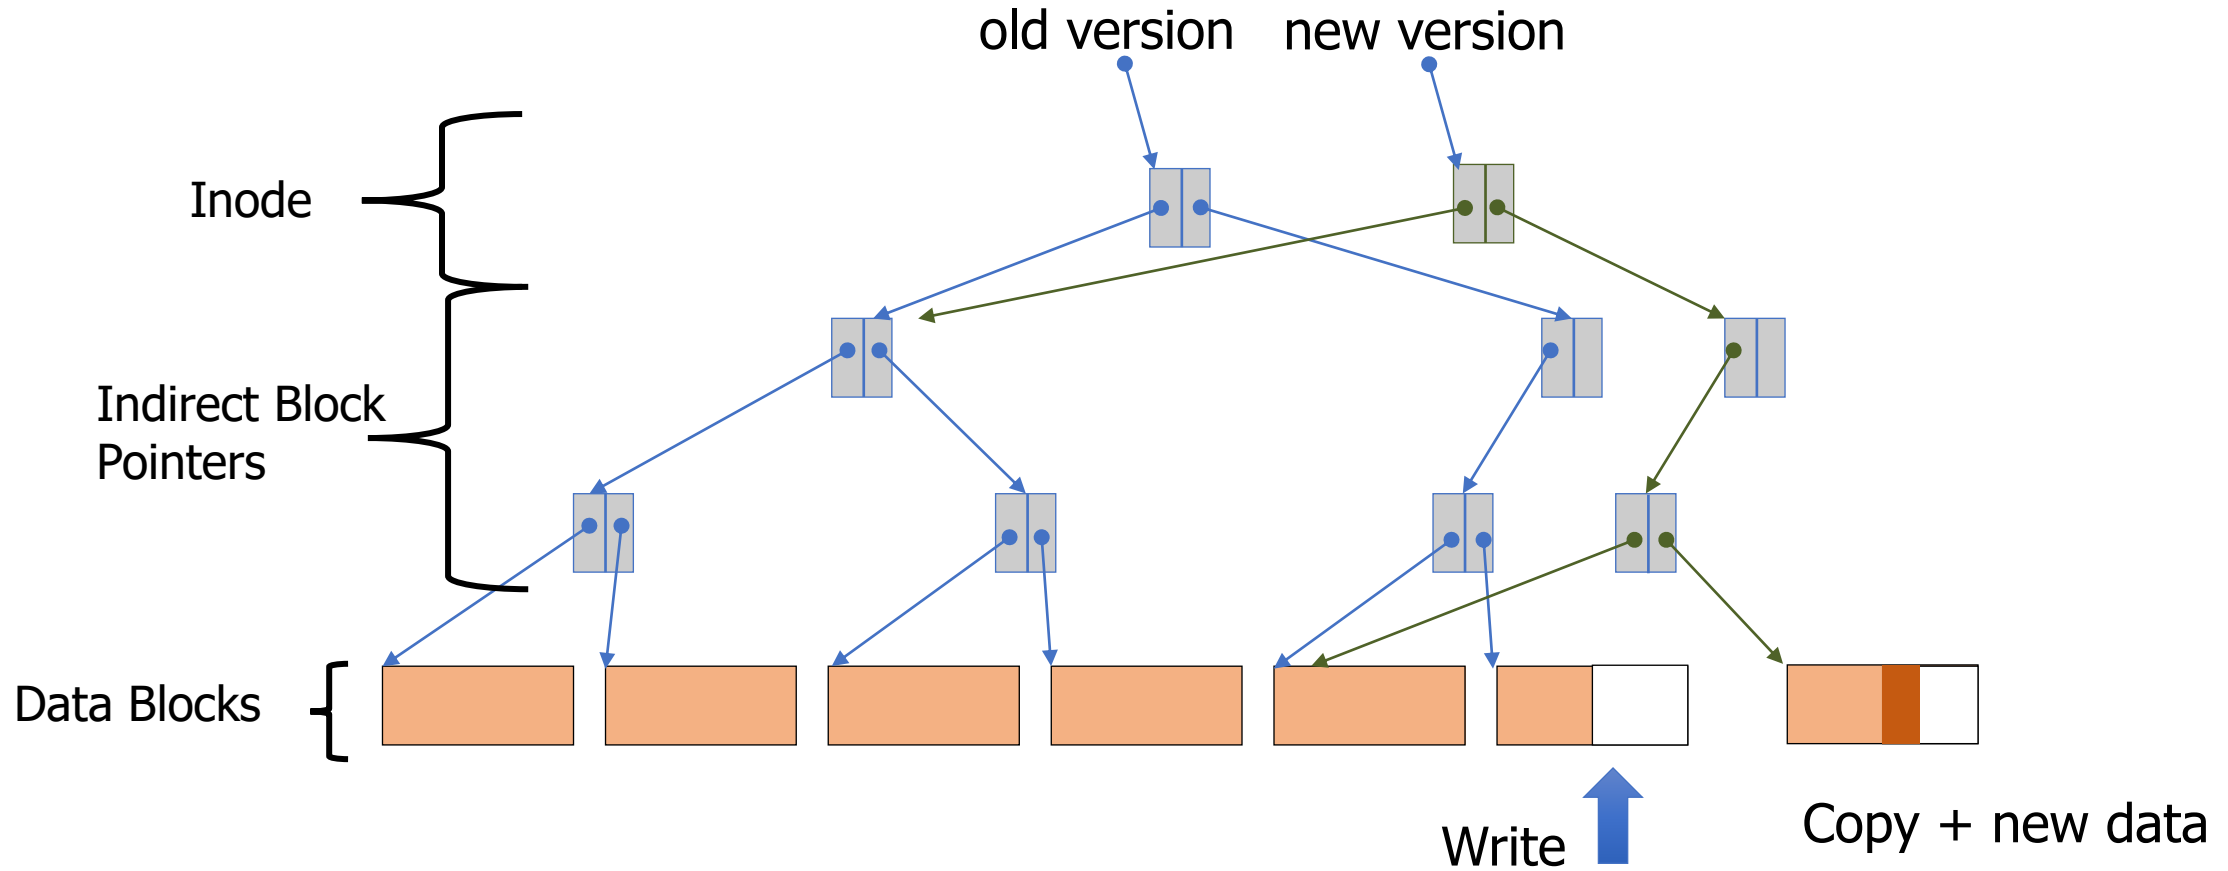 old version
new version
Inode
Indirect Block
Pointers
Data Blocks
Write
Copy + new data